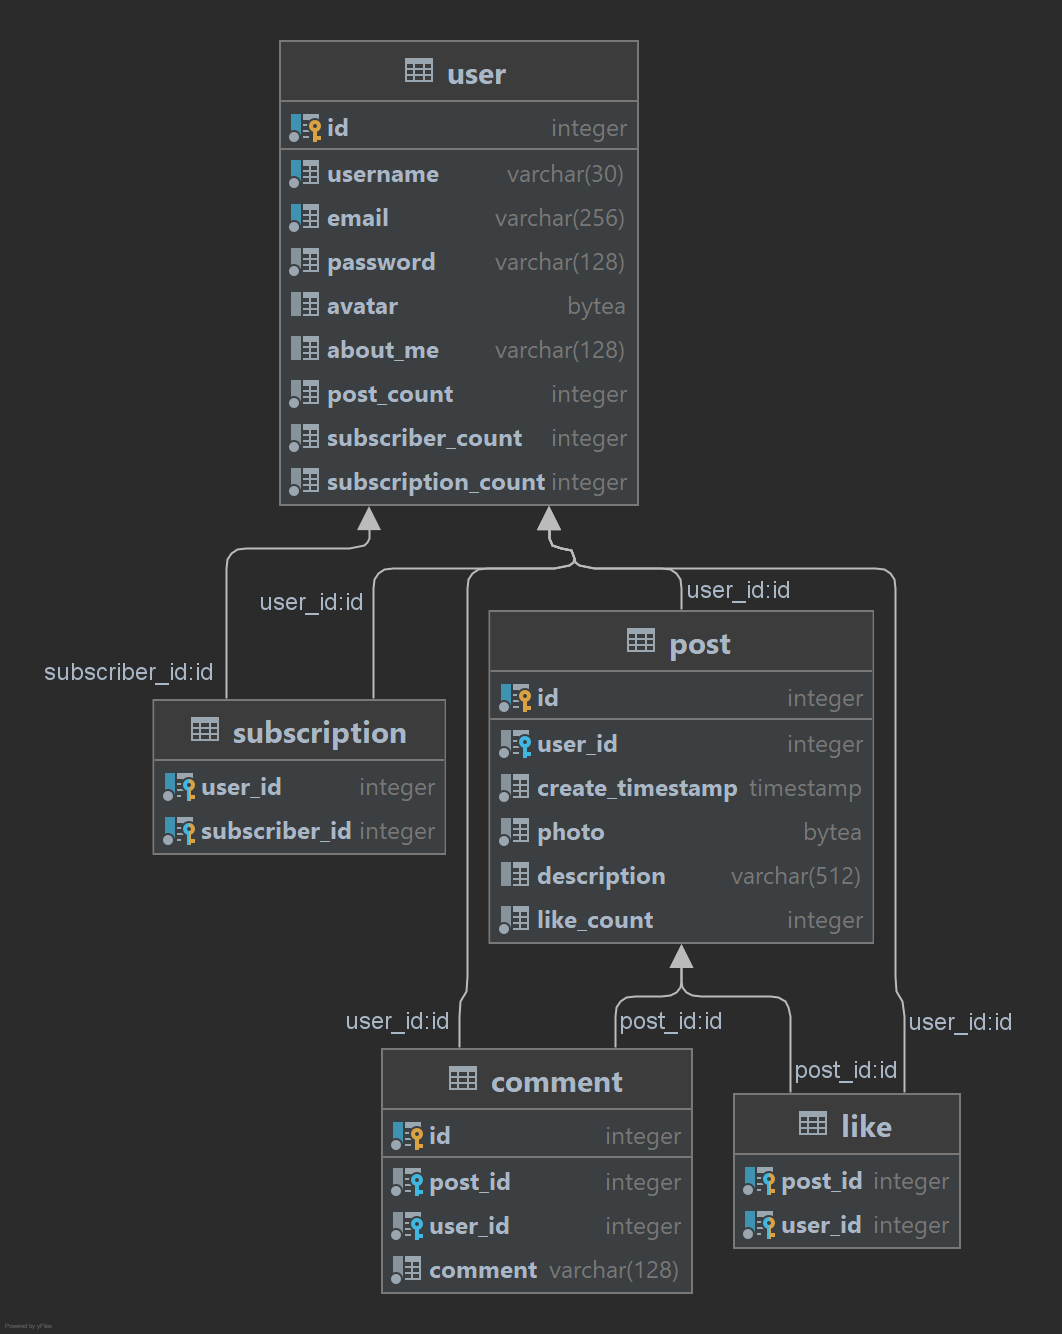 user
id integer
username varchar(30)
email varchar(256)
password varchar(128)
avatar bytea
about_me varchar(128)
post_count integer
subscriber_count integer
subscription_count integer
user_id:id
user_id:id
subscriber_id:id
post
id integer
user_id integer
create_timestamp timestamp
photo bytea
description varchar(512)
like_count integer
subscription
user_id integer
subscriber_id integer
user_id:id
post_id:id
user_id:id
post_id:id
comment
id integer
post_id integer
user_id integer
comment varchar(128)
like
post_id integer
user_id integer
Powered by yFiles